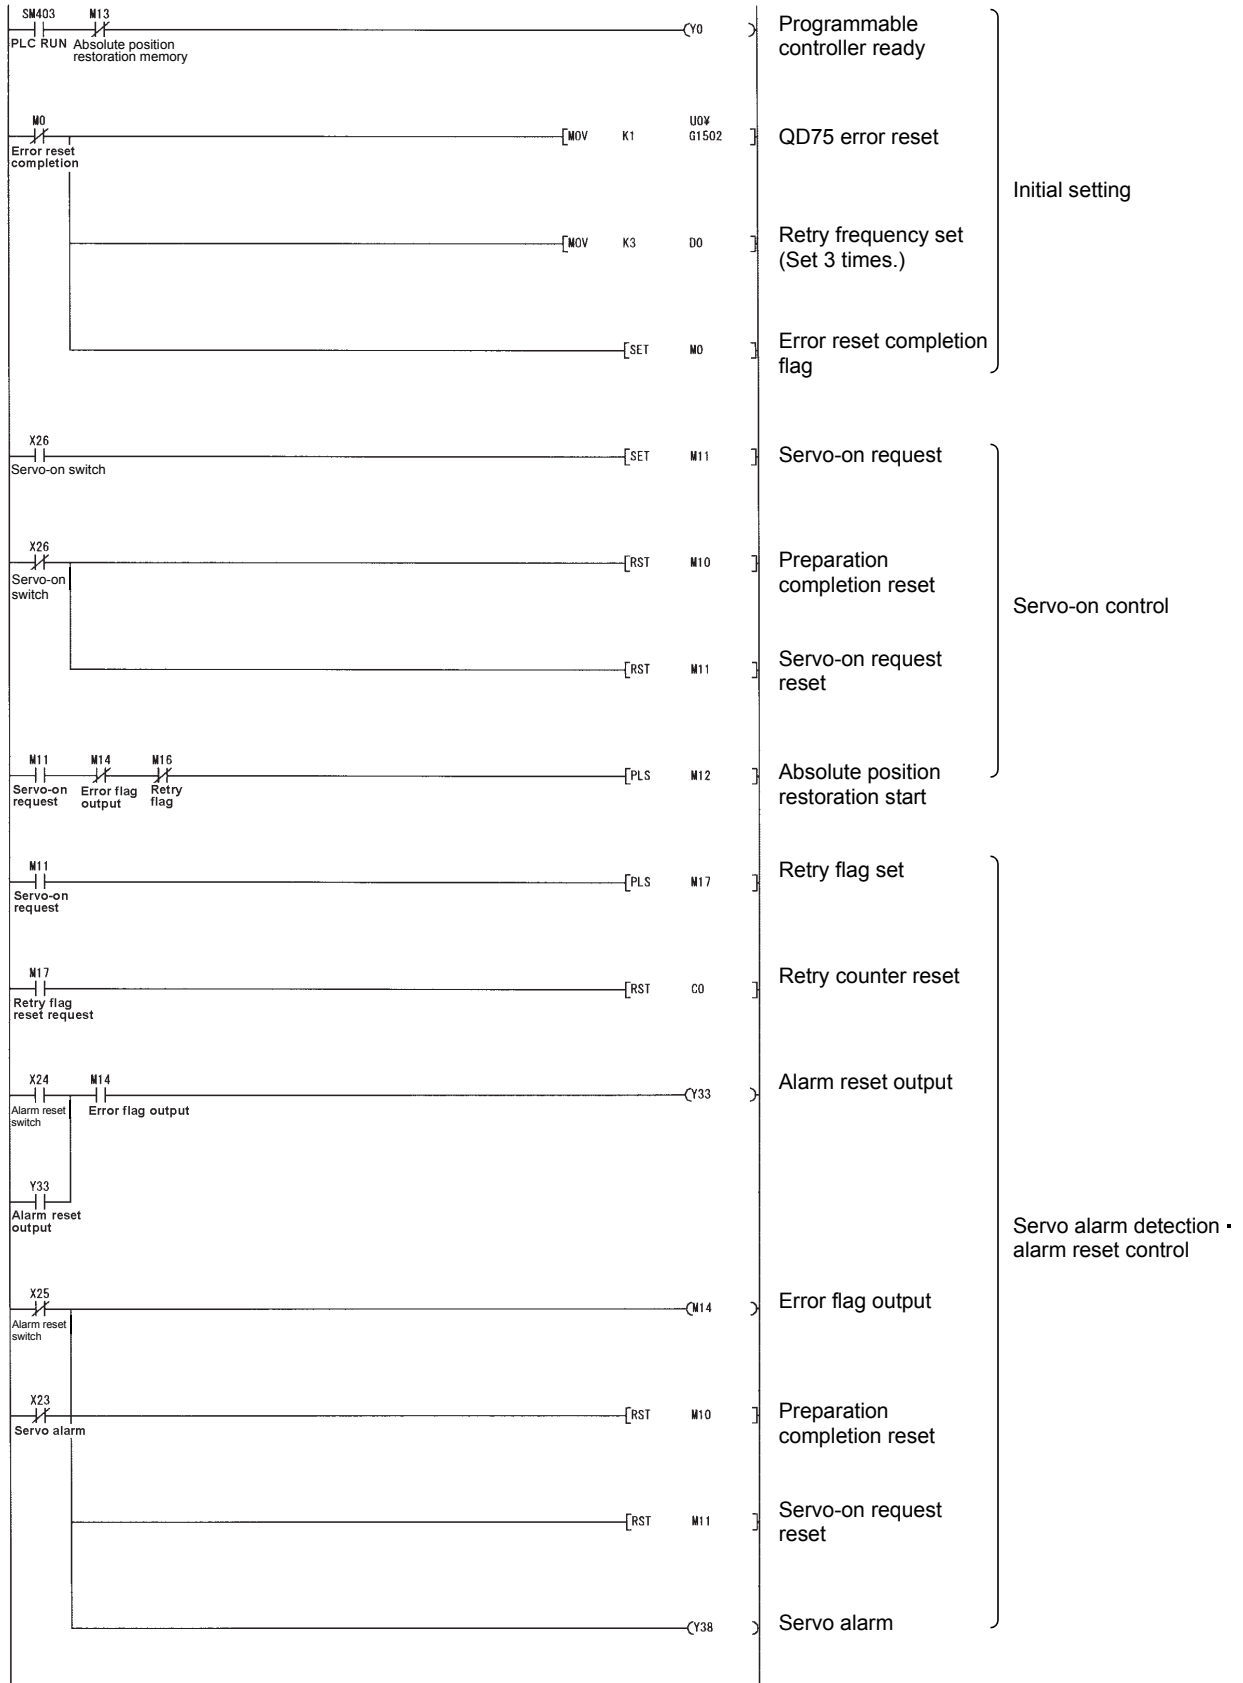 SM403 M13
(Y0 ) Programmable
controller ready
PLC RUN Absolute position
restoration memory
M0
[MOV K1 U0¥
G1502 ] QD75 error reset
Error reset
completion
Initial setting
[MOV K3 D0 ] Retry frequency set
(Set 3 times.)
[SET M0 ] Error reset completion
flag
X26
[SET M11 ] Servo-on request
Servo-on switch
X26
[RST M10 ] Preparation
completion reset
Servo-on
switch
Servo-on control
[RST M11 ] Servo-on request
reset
M11 M14 M16
[PLS M12 ] Absolute position
restoration start
Servo-on
request
Error flag
output
Retry
flag
M11
[PLS M17 ] Retry flag set
Servo-on
request
M17
[RST C0 ] Retry counter reset
Retry flag
reset request
X24 M14
(Y33 ) Alarm reset output
Alarm reset
switch
Error flag output
Y33
Alarm reset
output
Servo alarm detection ·
alarm reset control
X25
(M14 ) Error flag output
Alarm reset
switch
X23
[RST M10 ] Preparation
completion reset
Servo alarm
[RST M11 ] Servo-on request
reset
(Y38 ) Servo alarm